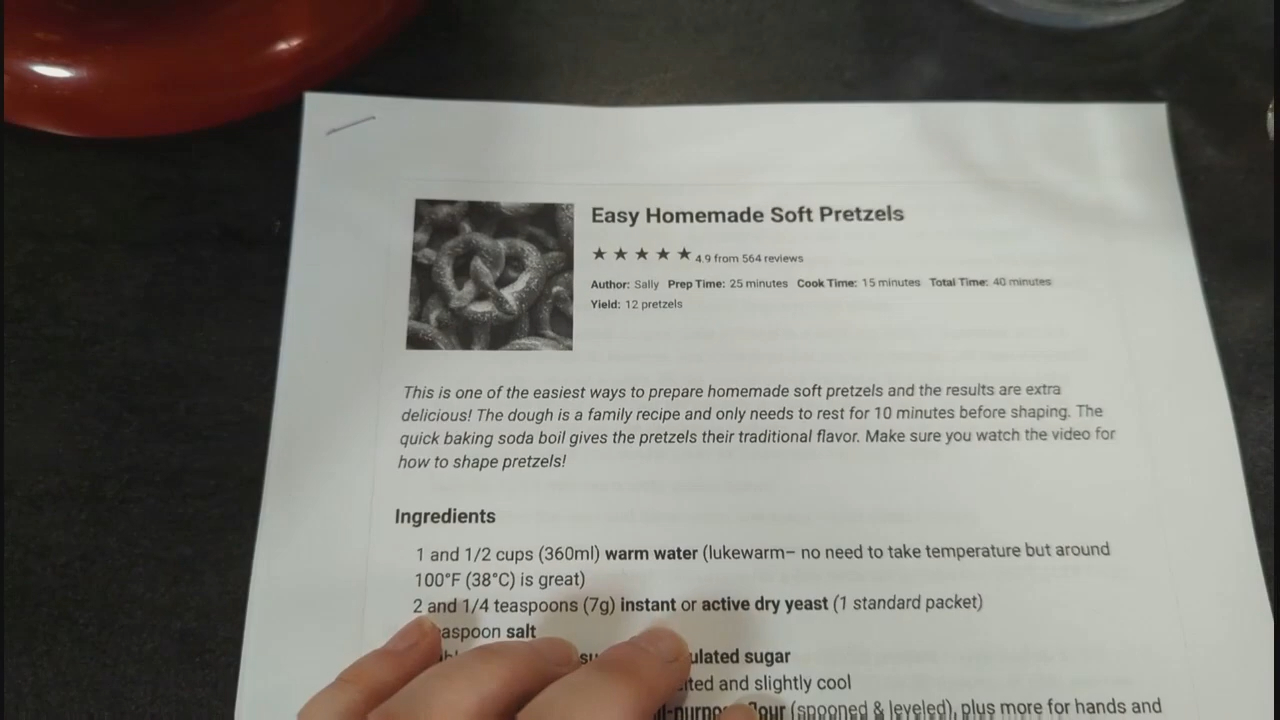 Easy Homemade Soft Pretzels
★ ★ ★ ★ ★ 4.9 from 564 reviews
Author: Sally Prep Time: 25 minutes Cook Time: 15 minutes Total Time: 40 minutes
Yield: 12 pretzels
This is one of the easiest ways to prepare homemade soft pretzels and the results are extra
delicious! The dough is a family recipe and only needs to rest for 10 minutes before shaping. The
quick baking soda boil gives the pretzels their traditional flavor. Make sure you watch the video for
how to shape pretzels!
Ingredients
1 and 1/2 cups (360ml) warm water (lukewarm– no need to take temperature but around
100°F (38°C) is great)
2 and 1/4 teaspoons (7g) instant or active dry yeast (1 standard packet)
salt
sugar
and slightly cool
(spooned & leveled), plus more for hands and